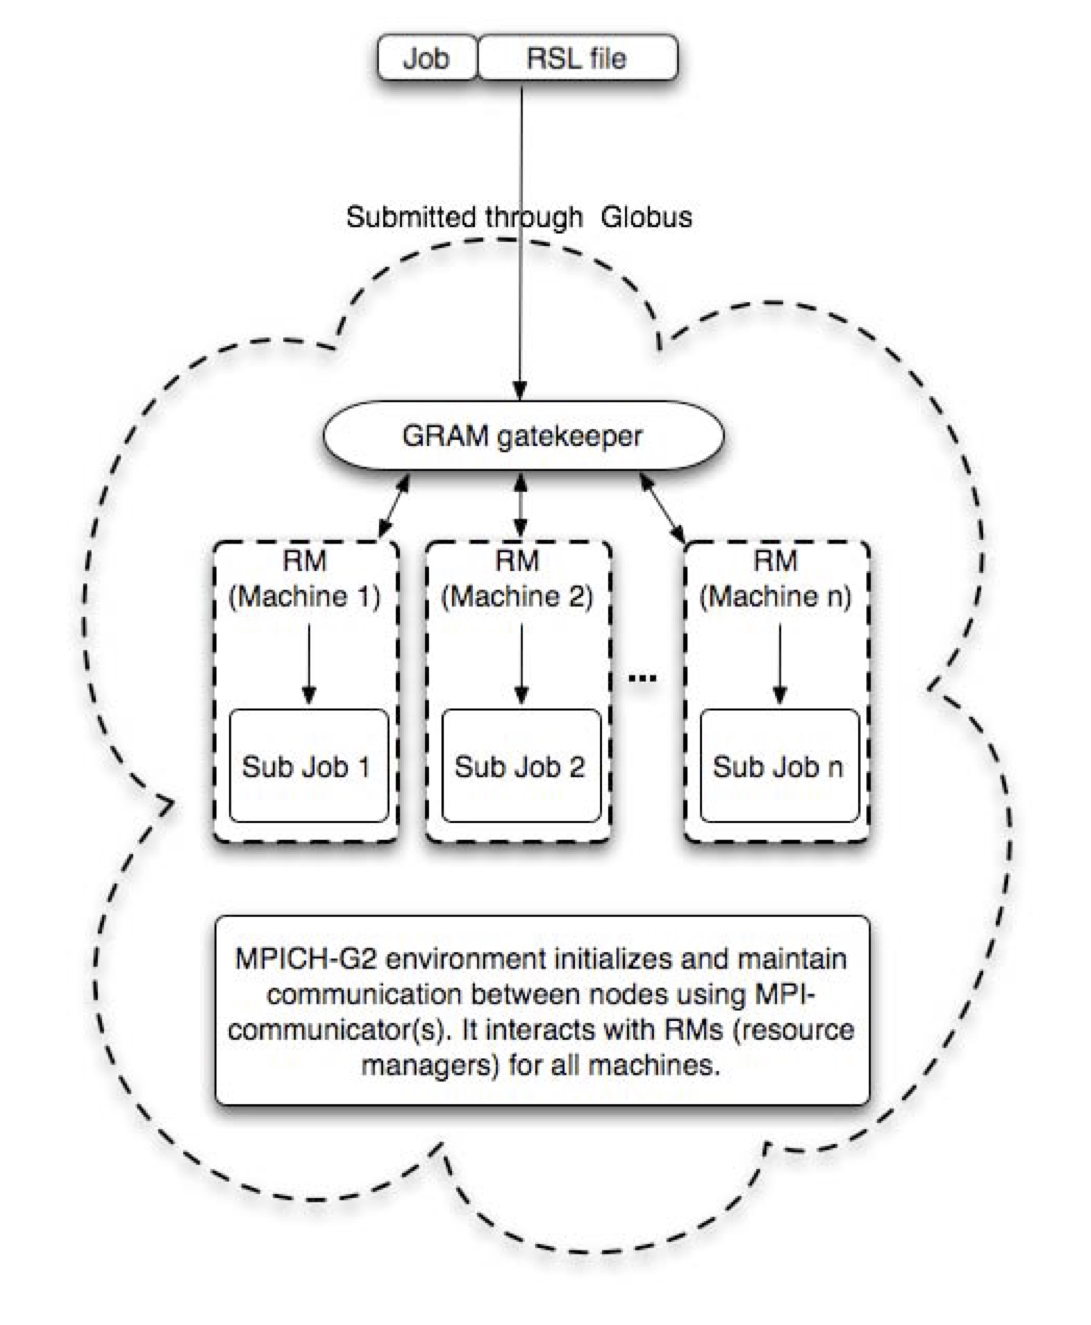 Job RSL file
Submitted through Globus
GRAM gatekeeper
RM
(Machine 1)
Sub Job 1
RM
(Machine 2)
Sub Job 2
...
RM
(Machine n)
Sub Job n
MPICH-G2 environment initializes and maintain
communication between nodes using MPI-
communicator(s). It interacts with RMs (resource
managers) for all machines.